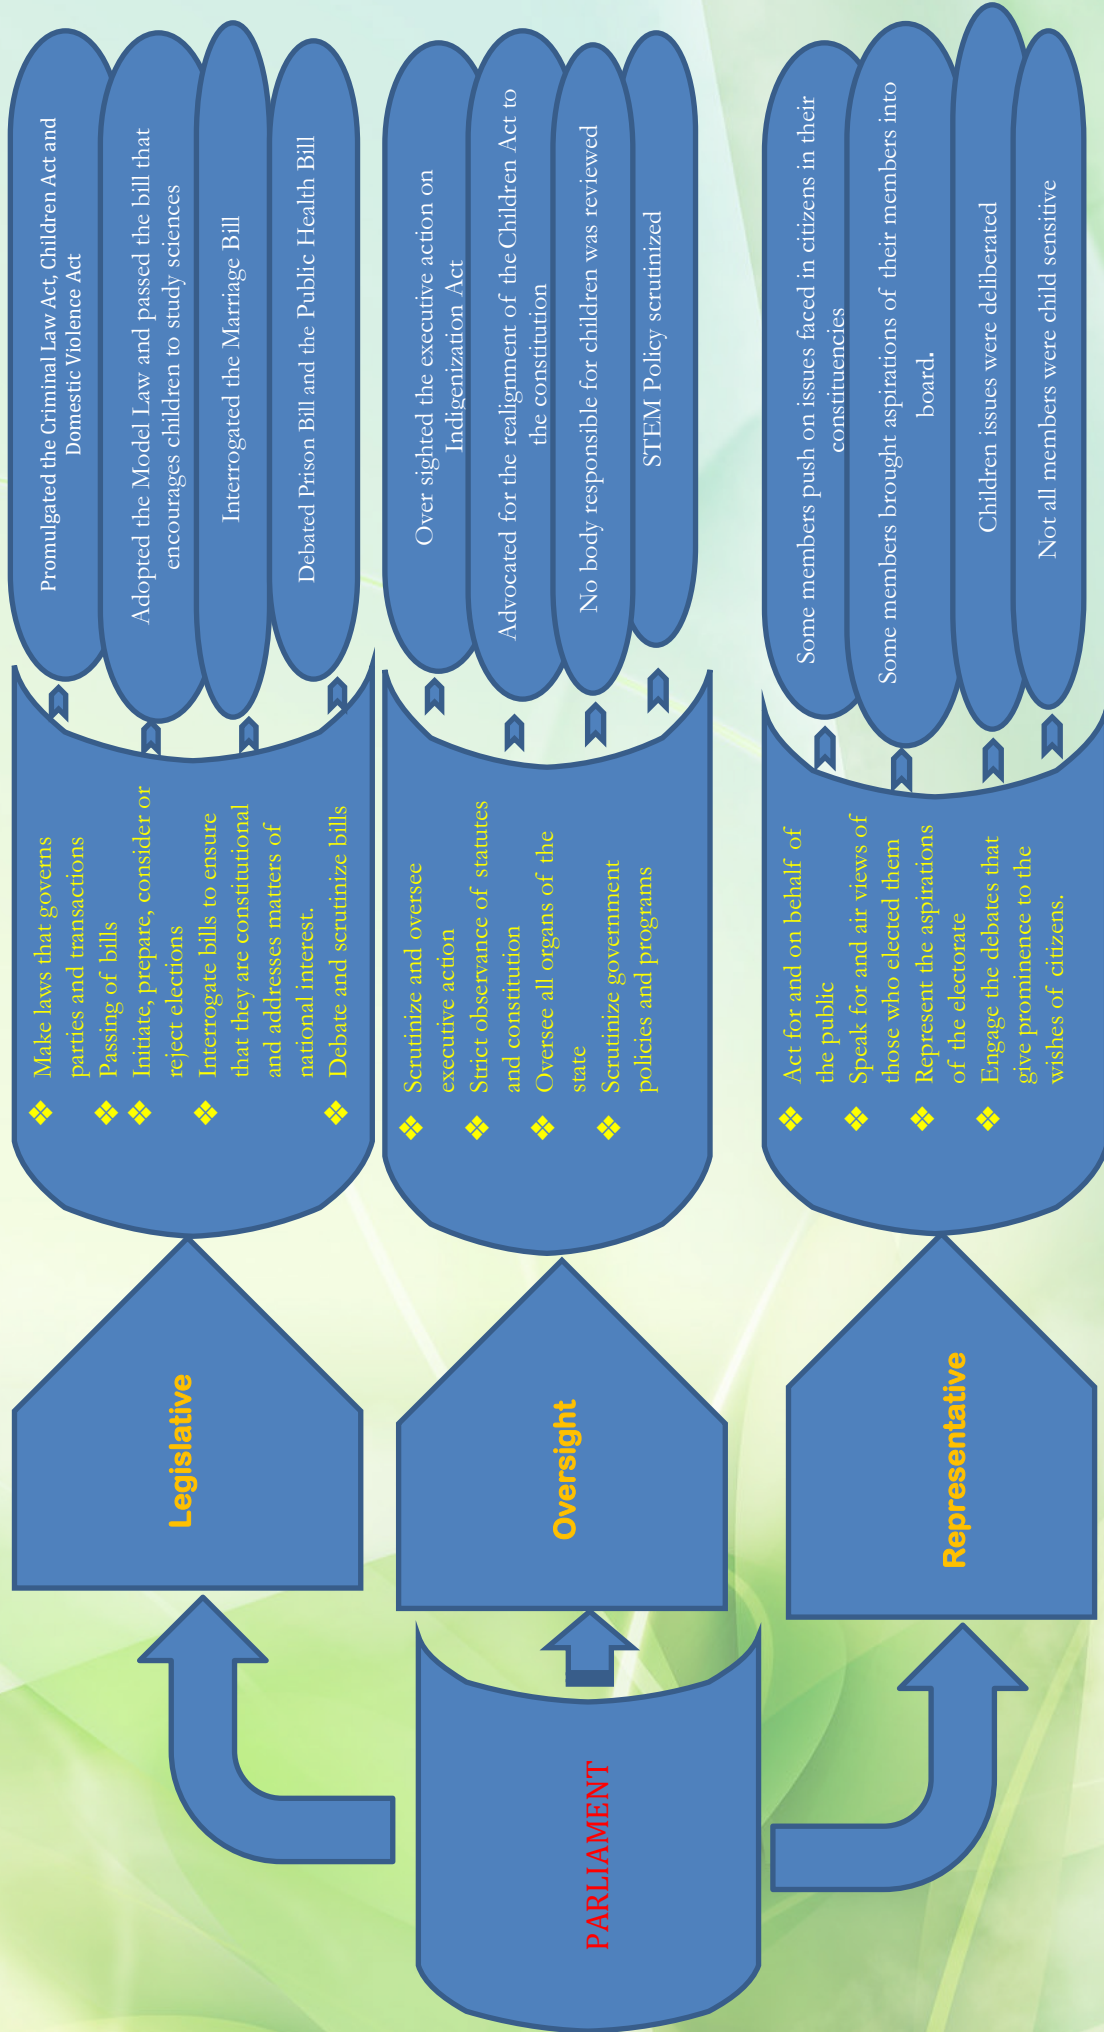 PARLIAMENT
Legislative
Make laws that governs
parties and transactions
Passing of bills
Initiate, prepare, consider or
reject elections
Interrogate bills to ensure
that they are constitutional
and addresses matters of
national interest.
Debate and scrutinize bills
Promulgated the Criminal Law Act, Children Act and
Domestic Violence Act
Adopted the Model Law and passed the bill that
encourages children to study sciences
Interrogated the Marriage Bill
Debated Prison Bill and the Public Health Bill
Oversight
Scrutinize and oversee
executive action
Strict observance of statutes
and constitution
Oversee all organs of the
state
Scrutinize government
policies and programs
Over sighted the executive action on
Indigenization Act
Advocated for the realignment of the Children Act to
the constitution
No body responsible for children was reviewed
STEM Policy scrutinized
Representative
Act for and on behalf of
the public
Speak for and air views of
those who elected them
Represent the aspirations
of the electorate
Engage the debates that
give prominence to the
wishes of citizens.
Some members push on issues faced in citizens in their
constituencies
Some members brought aspirations of their members into
board.
Children issues were deliberated
Not all members were child sensitive